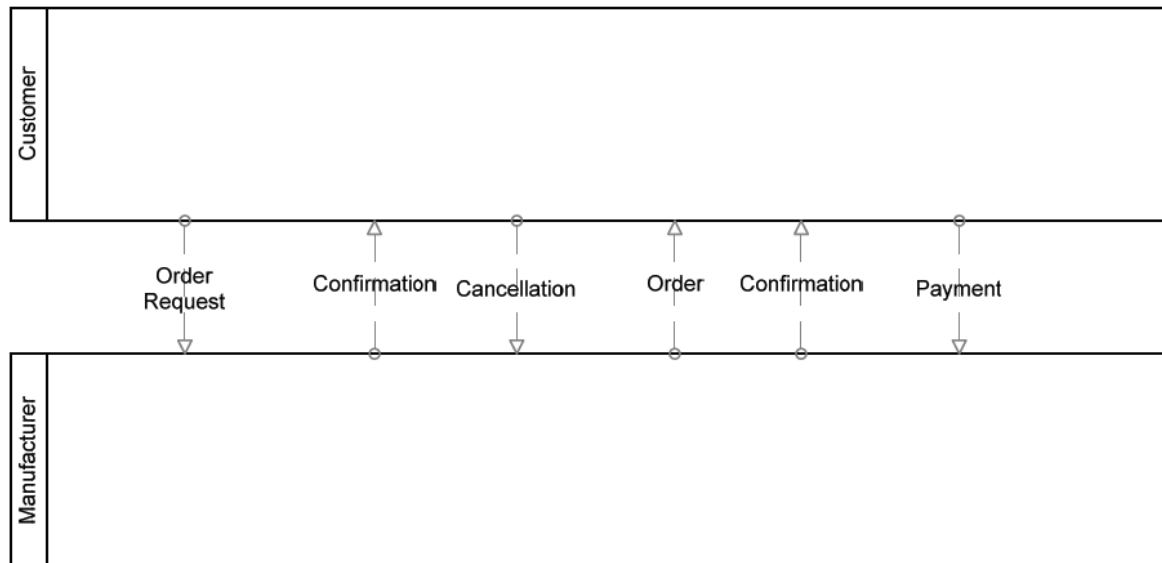 Customer
Order
Request
Confirmation
Cancellation
Order
Confirmation
Payment
Manufacturer